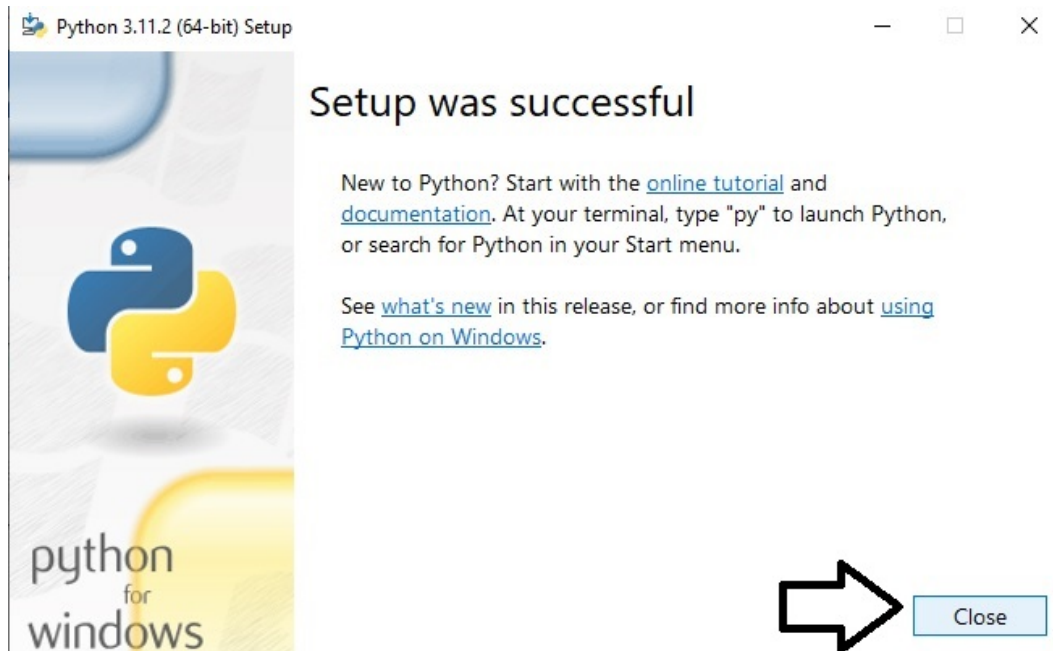 Python 3.11.2 (64-bit) Setup
Setup was successful
New to Python? Start with the online tutorial and
documentation. At your terminal, type "py" to launch Python,
or search for Python in your Start menu.
See what's new in this release, or find more info about using
Python on Windows.
python
for
windows
Close